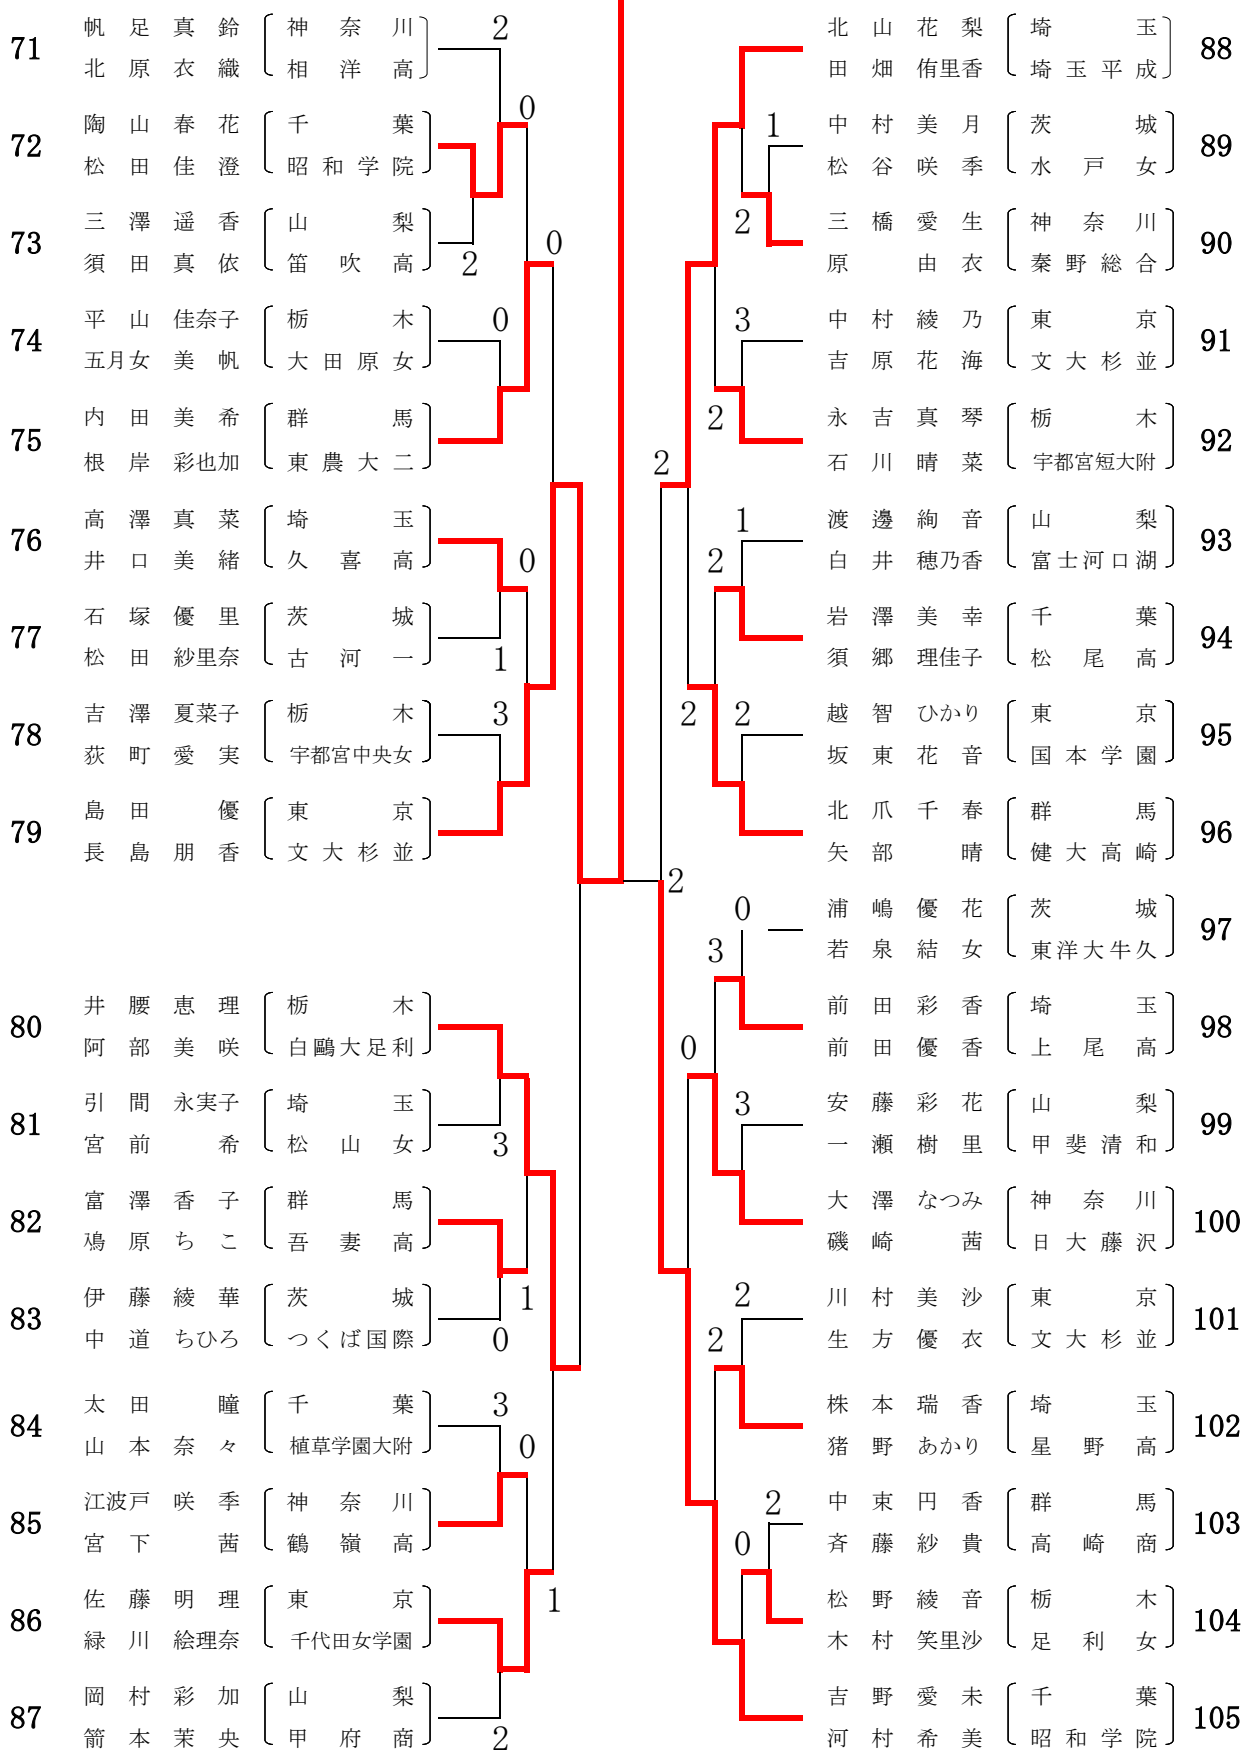 71 帆足真鈴 神奈川
北原衣織 相洋高
2
72 陶山春花 千葉
松田佳澄 昭和学院
0
73 三澤遥香 山梨
須田真依 笛吹高
2
0
74 平山佳奈子 栃木
五月女美帆 大田原女
0
75 内田美希 群馬
根岸彩也加 東農大二
76 高澤真菜 埼玉
井口美緒 久喜高
0
77 石塚優里 茨城
松田紗里奈 古河一
1
78 吉澤夏菜子 栃木
荻町愛実 宇都宮中央女
3
79 島田優 東京
長島朋香 文大杉並
80 井腰恵理 栃木
阿部美咲 白鷗大足利
81 引間永実子 埼玉
宮前希 松山女
3
82 富澤香子 群馬
鳰原ちこ 吾妻高
1
83 伊藤綾華 茨城
中道ちひろ つくば国際
0
84 太田瞳 千葉
山本奈々 植草学園大附
3
0
85 江波戸咲季 神奈川
宮下茜 鶴嶺高
86 佐藤明理 東京
緑川絵理奈 千代田女学園
1
87 岡村彩加 山梨
箭本茉央 甲府商
2
北山花梨 埼玉 88
田畑侑里香 埼玉平成
1
中村美月 茨城 89
松谷咲季 水戸女
2
三橋愛生 神奈川 90
原由衣 秦野総合
3
中村綾乃 東京 91
吉原花海 文大杉並
2
永吉真琴 栃木 92
石川晴菜 宇都宮短大附
2
1
渡邊絢音 山梨 93
白井穂乃香 富士河口湖
2
岩澤美幸 千葉 94
須郷理佳子 松尾高
2
2
越智ひかり 東京 95
坂東花音 国本学園
北爪千春 群馬 96
矢部晴 健大高崎
2
0
浦嶋優花 茨城 97
若泉結女 東洋大牛久
3
前田彩香 埼玉 98
前田優香 上尾高
0
3
安藤彩花 山梨 99
一瀬樹里 甲斐清和
大澤なつみ 神奈川 100
磯崎茜 日大藤沢
2
川村美沙 東京 101
生方優衣 文大杉並
2
株本瑞香 埼玉 102
猪野あかり 星野高
2
中束円香 群馬 103
斉藤紗貴 高崎商
0
松野綾音 栃木 104
木村笑里沙 足利女
吉野愛未 千葉 105
河村希美 昭和学院